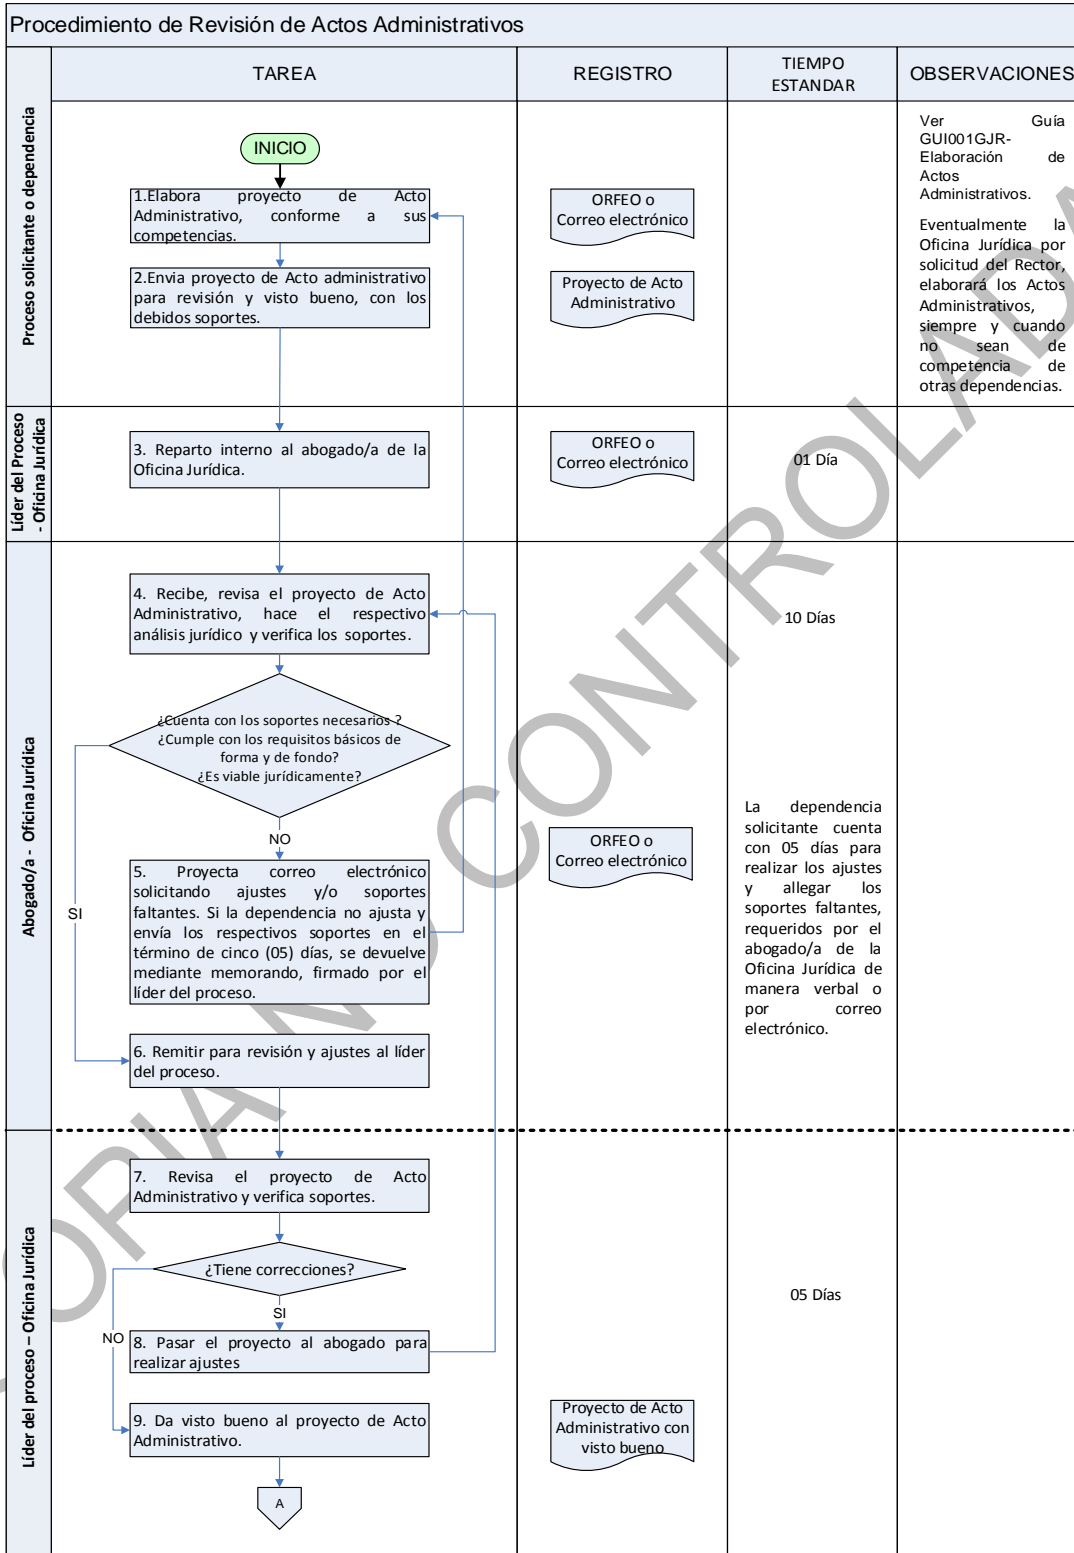 Procedimiento de Revisión de Actos Administrativos
TAREA
REGISTRO
TIEMPO
ESTANDAR
OBSERVACIONES
Proceso solicitante o dependencia
INICIO
1.Elabora proyecto de Acto
Administrativo, conforme a sus
competencias.
2.Envia proyecto de Acto administrativo
para revisión y visto bueno, con los
debidos soportes.
ORFEO o
Correo electrónico
Proyecto de Acto
Administrativo
Ver Guía
GUI001GJR-
Elaboración de
Actos
Administrativos.
Eventualmente la
Oficina Jurídica por
solicitud del Rector,
elaborará los Actos
Administrativos,
siempre y cuando
no sean de
competencia de
otras dependencias.
Líder del Proceso
- Oficina Jurídica
3. Reparto interno al abogado/a de la
Oficina Jurídica.
ORFEO o
Correo electrónico
01 Día
Abogado/a - Oficina Jurídica
4. Recibe, revisa el proyecto de Acto
Administrativo, hace el respectivo
análisis jurídico y verifica los soportes.
10 Días
¿Cuenta con los soportes necesarios ?
¿Cumple con los requisitos básicos de
forma y de fondo?
¿Es viable jurídicamente?
NO
SI
5. Proyecta correo electrónico
solicitando ajustes y/o soportes
faltantes. Si la dependencia no ajusta y
envía los respectivos soportes en el
término de cinco (05) días, se devuelve
mediante memorando, firmado por el
líder del proceso.
ORFEO o
Correo electrónico
La dependencia
solicitante cuenta
con 05 días para
realizar los ajustes
y allegar los
soportes faltantes,
requeridos por el
abogado/a de la
Oficina Jurídica de
manera verbal o
por correo
electrónico.
6. Remitir para revisión y ajustes al líder
del proceso.
Líder del proceso – Oficina Jurídica
7. Revisa el proyecto de Acto
Administrativo y verifica soportes.
¿Tiene correcciones?
SI
NO
05 Días
8. Pasar el proyecto al abogado para
realizar ajustes
9. Da visto bueno al proyecto de Acto
Administrativo.
Proyecto de Acto
Administrativo con
visto bueno
A
OPIA NO CONTROLADA